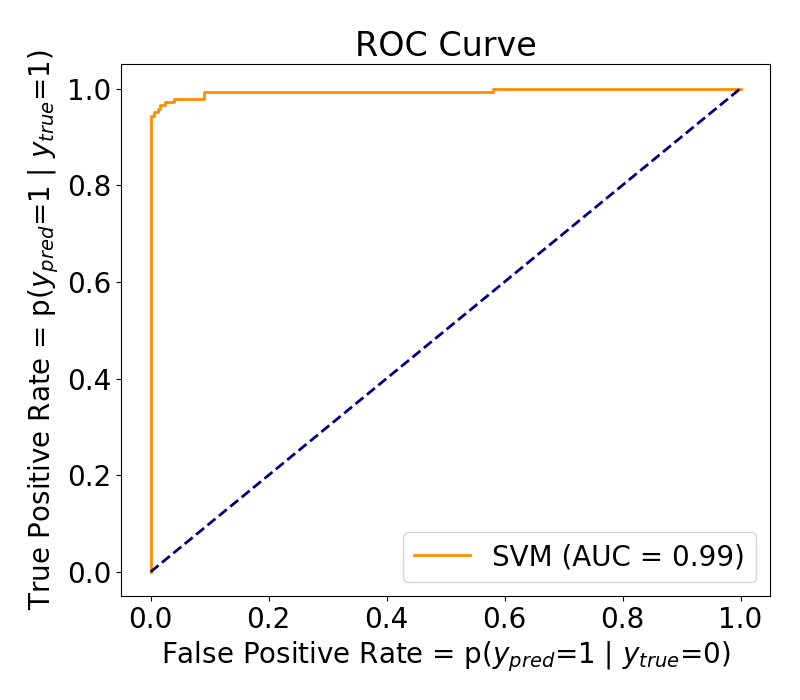 ROC Curve
True Positive Rate = p(y_pred=1 | y_true=1)
1.0
0.8
0.6
0.4
0.2
0.0
SVM (AUC = 0.99)
0.0 0.2 0.4 0.6 0.8 1.0
False Positive Rate = p(y_pred=1 | y_true=0)